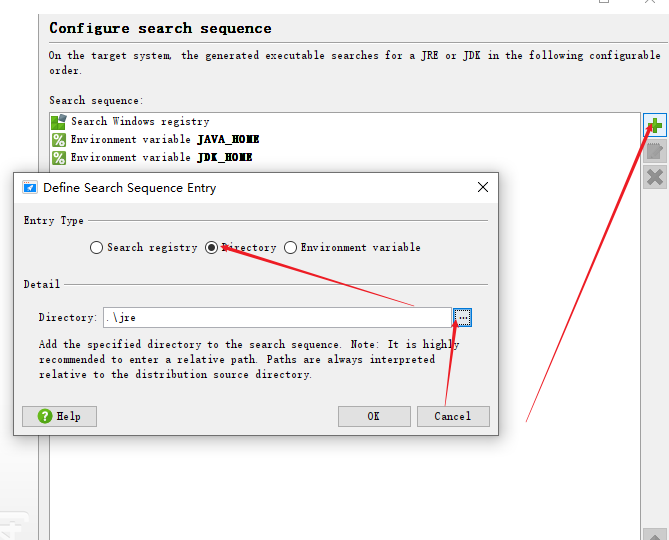 Configure search sequence
On the target system, the generated executable searches for a JRE or JDK in the following configurable
order.
Search sequence:
Search Windows registry
Environment variable JAVA_HOME
Environment variable JDK_HOME
Define Search Sequence Entry
Entry Type
Search registry Directory Environment variable
Detail
Directory: .\jre ...
Add the specified directory to the search sequence. Note: It is highly
recommended to enter a relative path. Paths are always interpreted
relative to the distribution source directory.
Help OK Cancel